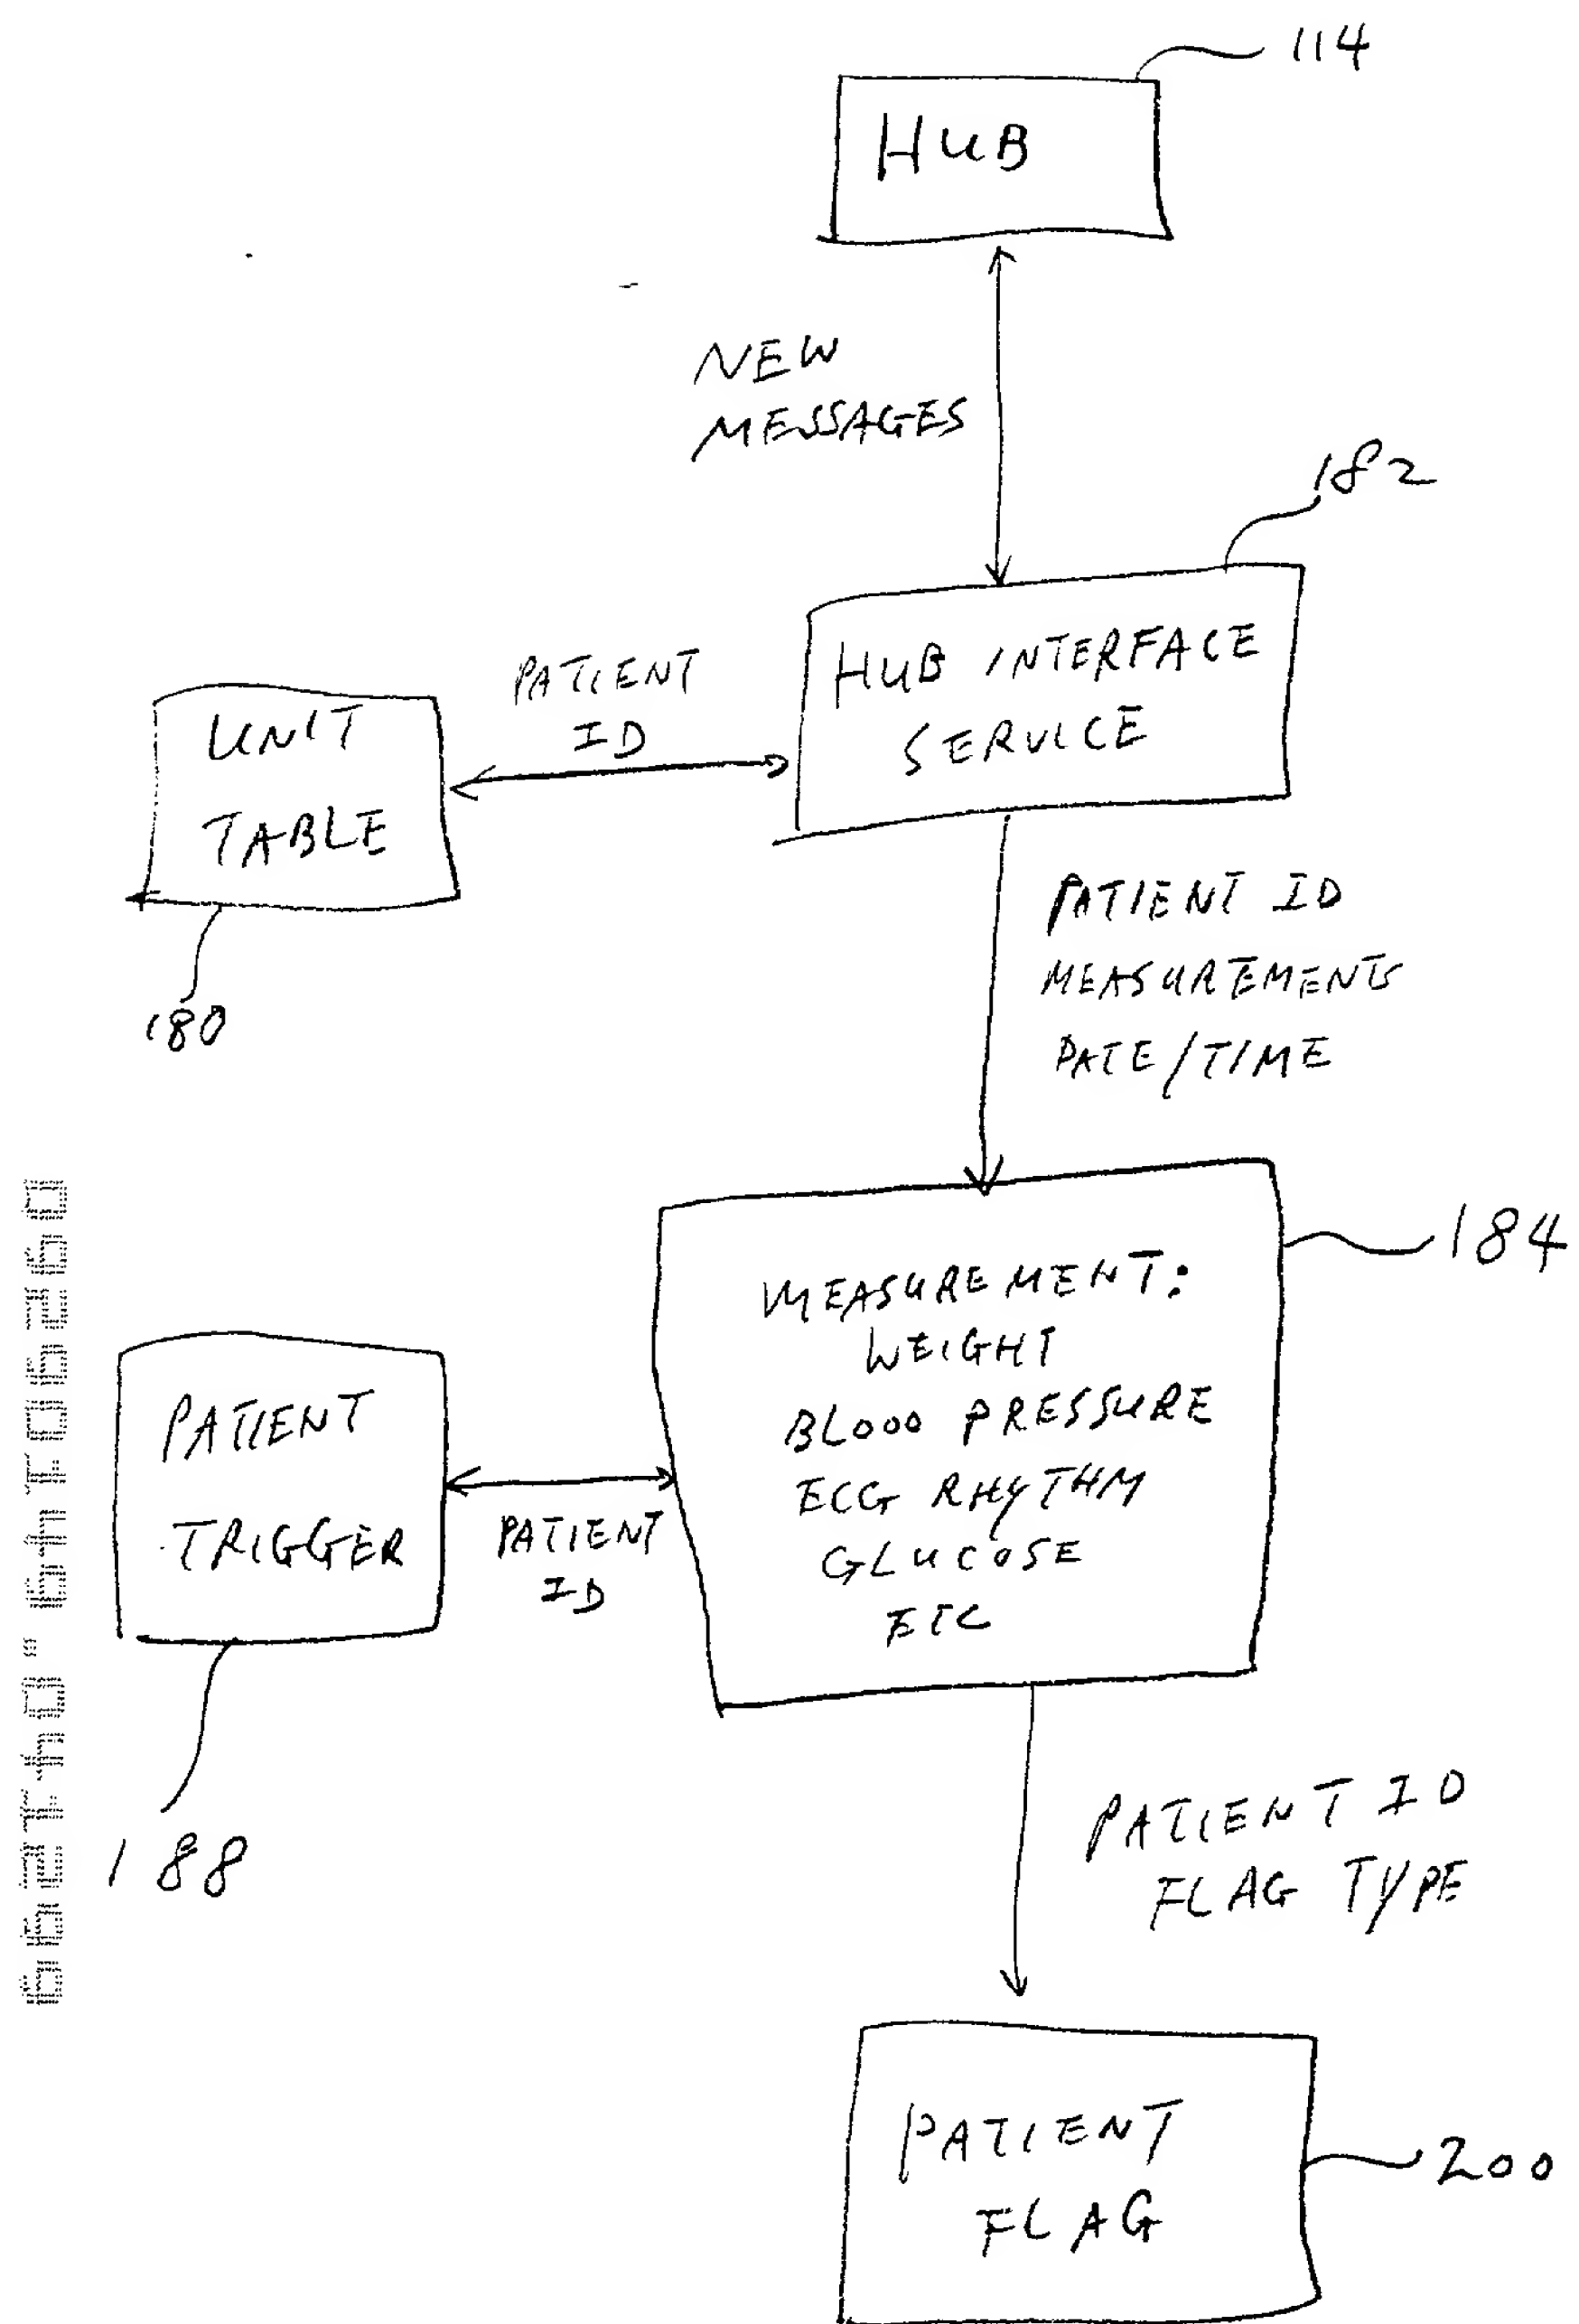 114
HUB
NEW
MESSAGES
182
HUB INTERFACE
SERVICE
PATIENT
ID
UNIT
TABLE
180
PATIENT ID
MEASUREMENTS
DATE/TIME
184
MEASUREMENT:
WEIGHT
BLOOD PRESSURE
ECG RHYTHM
GLUCOSE
ETC
PATIENT
TRIGGER
PATIENT
ID
188
PATIENT ID
FLAG TYPE
PATIENT
FLAG
200